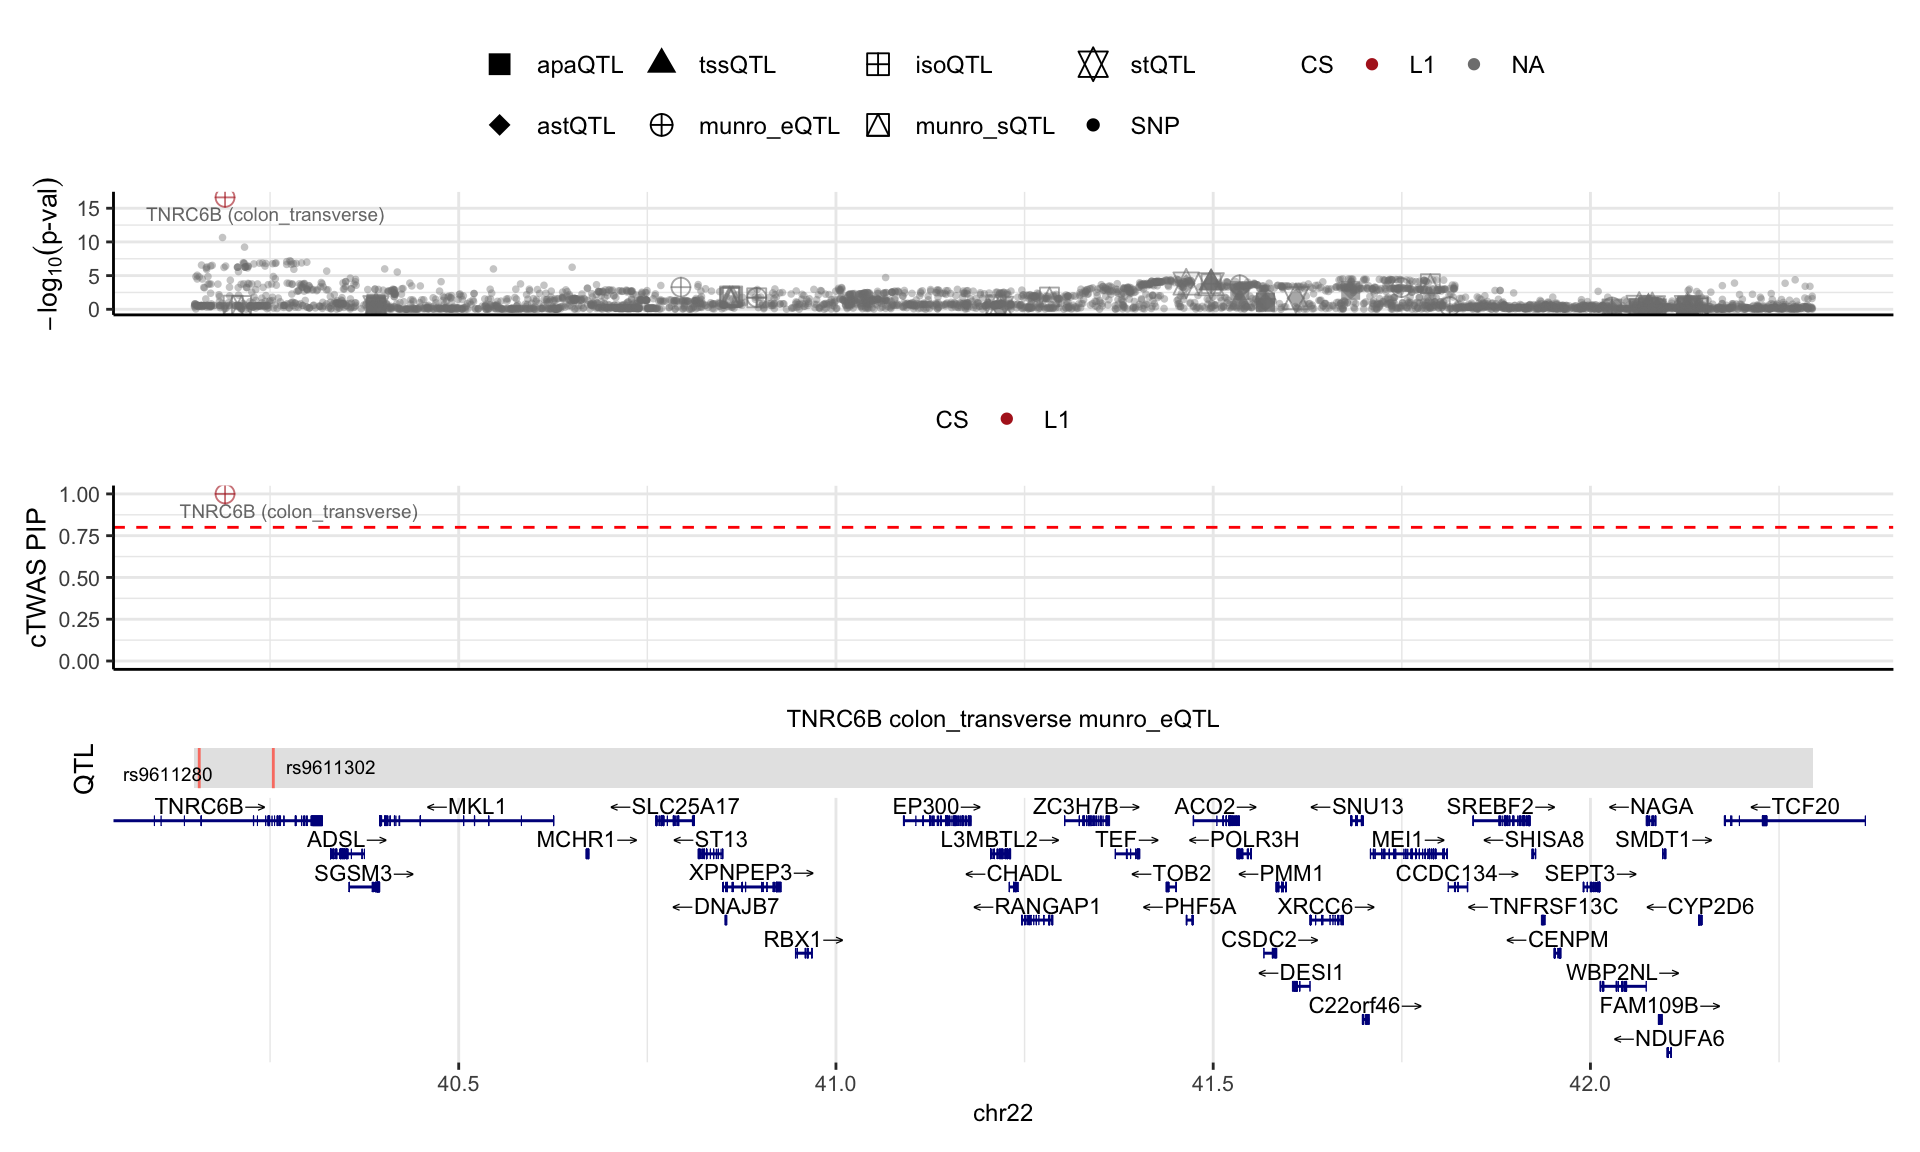 apaQTL tssQTL isoQTL stQTL CS L1 NA
astQTL munro_eQTL munro_sQTL SNP
−log10(p-val)
15
10
5
0
TNRC6B (colon_transverse)
CS L1
cTWAS PIP
1.00
0.75
0.50
0.25
0.00
TNRC6B (colon_transverse)
TNRC6B colon_transverse munro_eQTL
QTL
rs9611280 rs9611302
TNRC6B→ ←MKL1 ←SLC25A17 EP300→ ZC3H7B→ ACO2→ ←SNU13 SREBF2→ ←NAGA ←TCF20
ADSL→ MCHR1→ ←ST13 L3MBTL2→ TEF→ ←POLR3H MEI1→ ←SHISA8 SMDT1→
SGSM3→ XPNPEP3→ ←CHADL ←TOB2 ←PMM1 CCDC134→ SEPT3→
←DNAJB7 ←RANGAP1 ←PHF5A XRCC6→ ←TNFRSF13C ←CYP2D6
RBX1→ CSDC2→ ←CENPM
←DESI1 WBP2NL→
C22orf46→ FAM109B→
←NDUFA6
40.5 41.0 41.5 42.0
chr22